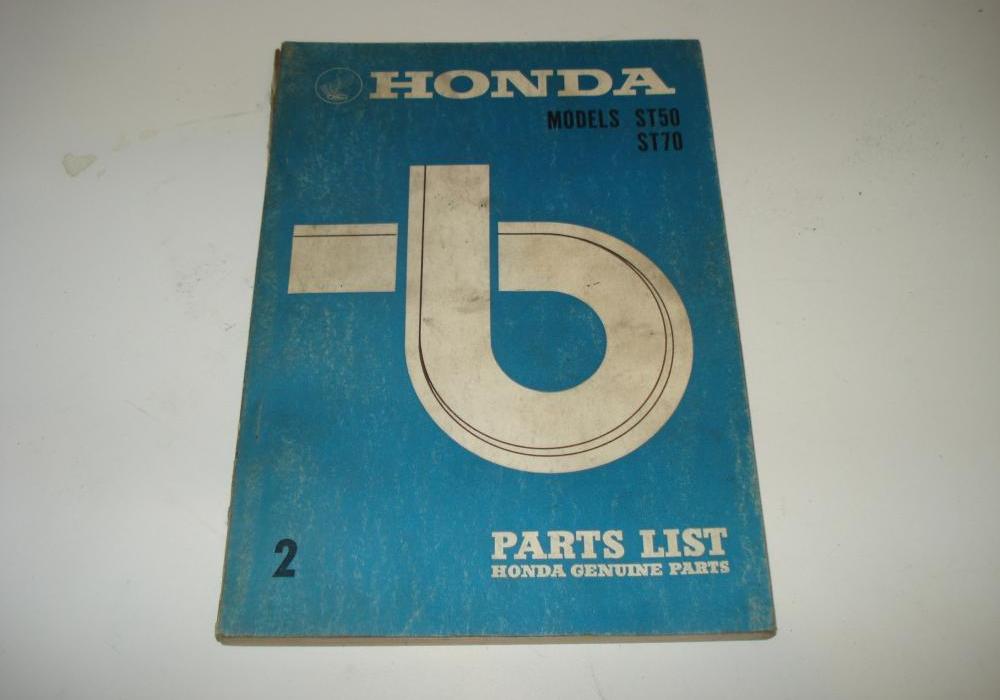 HONDA
MODELS ST50
ST70
2
PARTS LIST
HONDA GENUINE PARTS